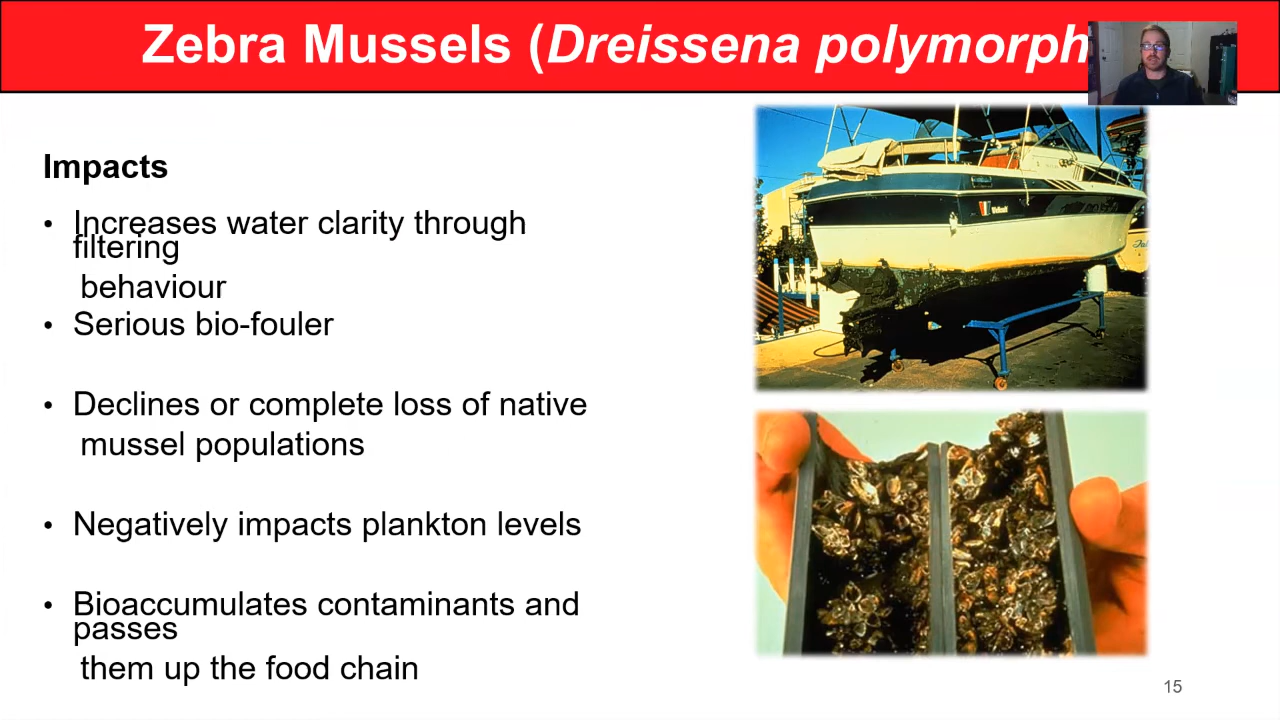 Zebra Mussels (Dreissena polymorph
Impacts
• Increases water clarity through
filtering
behaviour
• Serious bio-fouler
• Declines or complete loss of native
mussel populations
• Negatively impacts plankton levels
• Bioaccumulates contaminants and
passes
them up the food chain
15